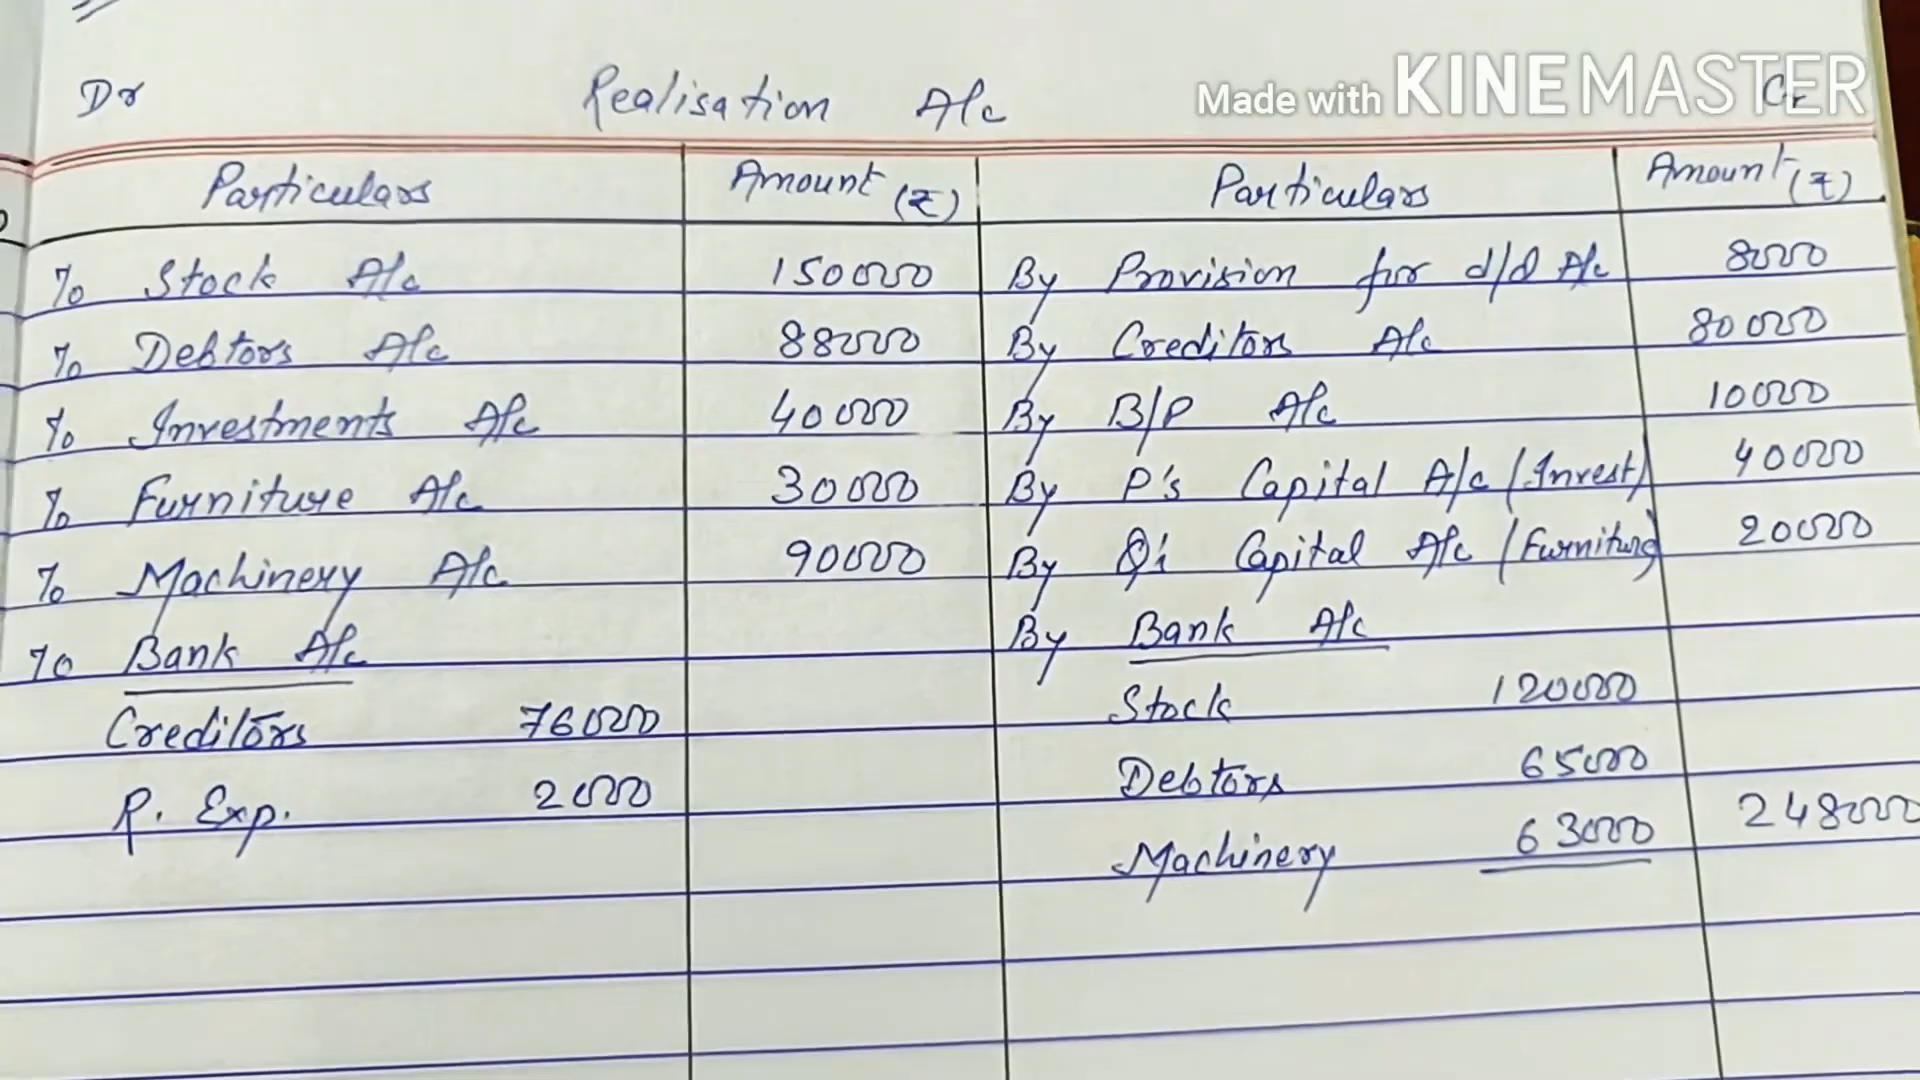 Made with KINEMASTER
Dr Realisation A/c Cr
Particulars Amount (₹) Particulars Amount (₹)
To Stock A/c 150000 By Provision for d/d A/c 8000
To Debtors A/c 88000 By Creditors A/c 80000
To Investments A/c 40000 By B/P A/c 10000
To Furniture A/c 30000 By P's Capital A/c (Invest) 40000
To Machinery A/c 90000 By Q's Capital A/c (Furniture) 20000
To Bank A/c By Bank A/c
Creditors 76000 Stock 120000
R. Exp. 2000 Debtors 65000
Machinery 63000 248000